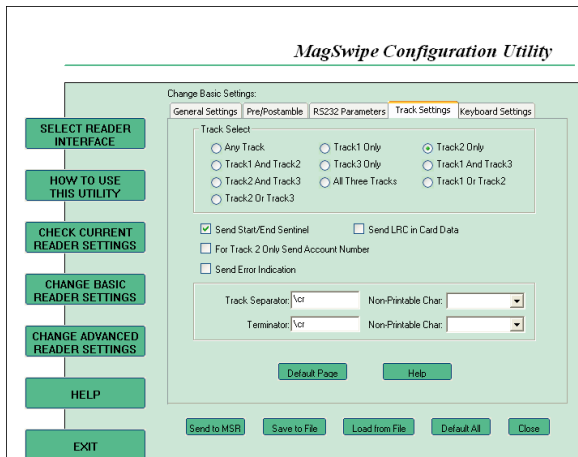 MagSwipe Configuration Utility
Change Basic Settings:
General Settings Pre/Postamble RS232 Parameters Track Settings Keyboard Settings
SELECT READER
INTERFACE
HOW TO USE
THIS UTILITY
CHECK CURRENT
READER SETTINGS
CHANGE BASIC
READER SETTINGS
CHANGE ADVANCED
READER SETTINGS
HELP
EXIT
Track Select
Any Track Track1 Only Track2 Only
Track1 And Track2 Track3 Only Track1 And Track3
Track2 And Track3 All Three Tracks Track1 Or Track2
Track2 Or Track3
Send Start/End Sentinel Send LRC in Card Data
For Track 2 Only Send Account Number
Send Error Indication
Track Separator: \cr Non-Printable Char:
Terminator: \cr Non-Printable Char:
Default Page Help
Send to MSR Save to File Load from File Default All Close